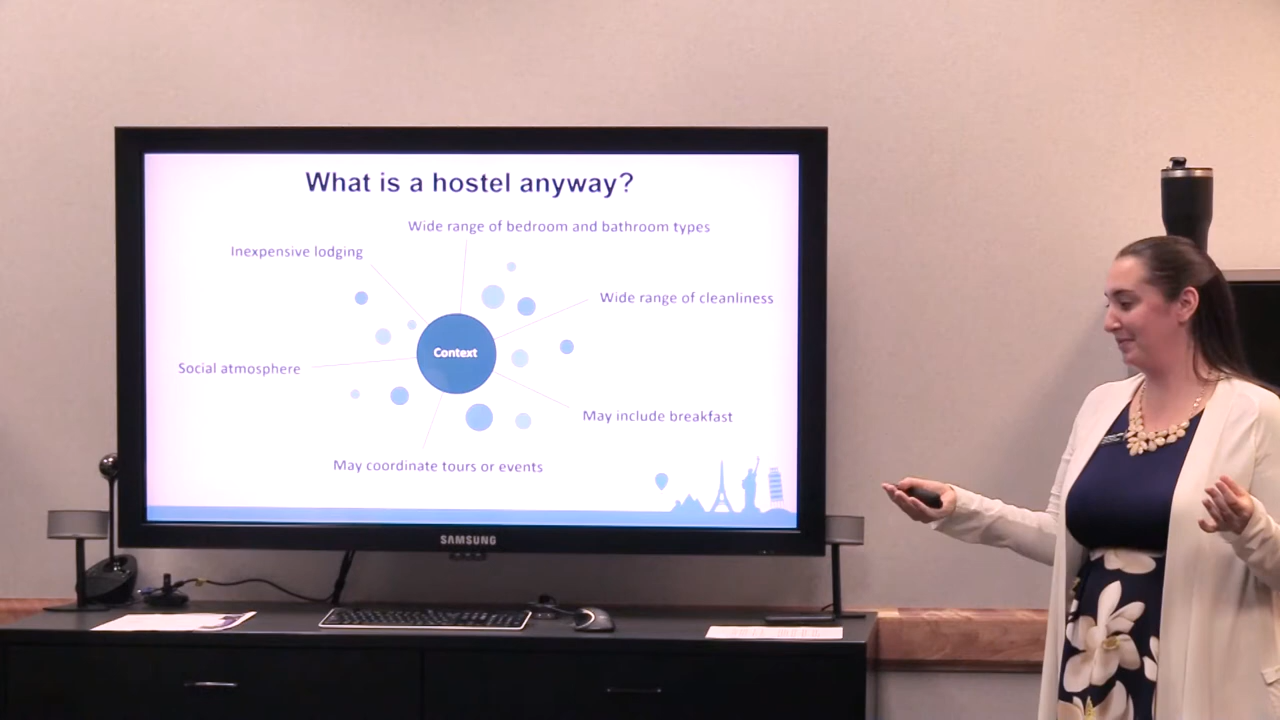 What is a hostel anyway?
Wide range of bedroom and bathroom types
Inexpensive lodging
Wide range of cleanliness
Context
Social atmosphere
May include breakfast
May coordinate tours or events
SAMSUNG